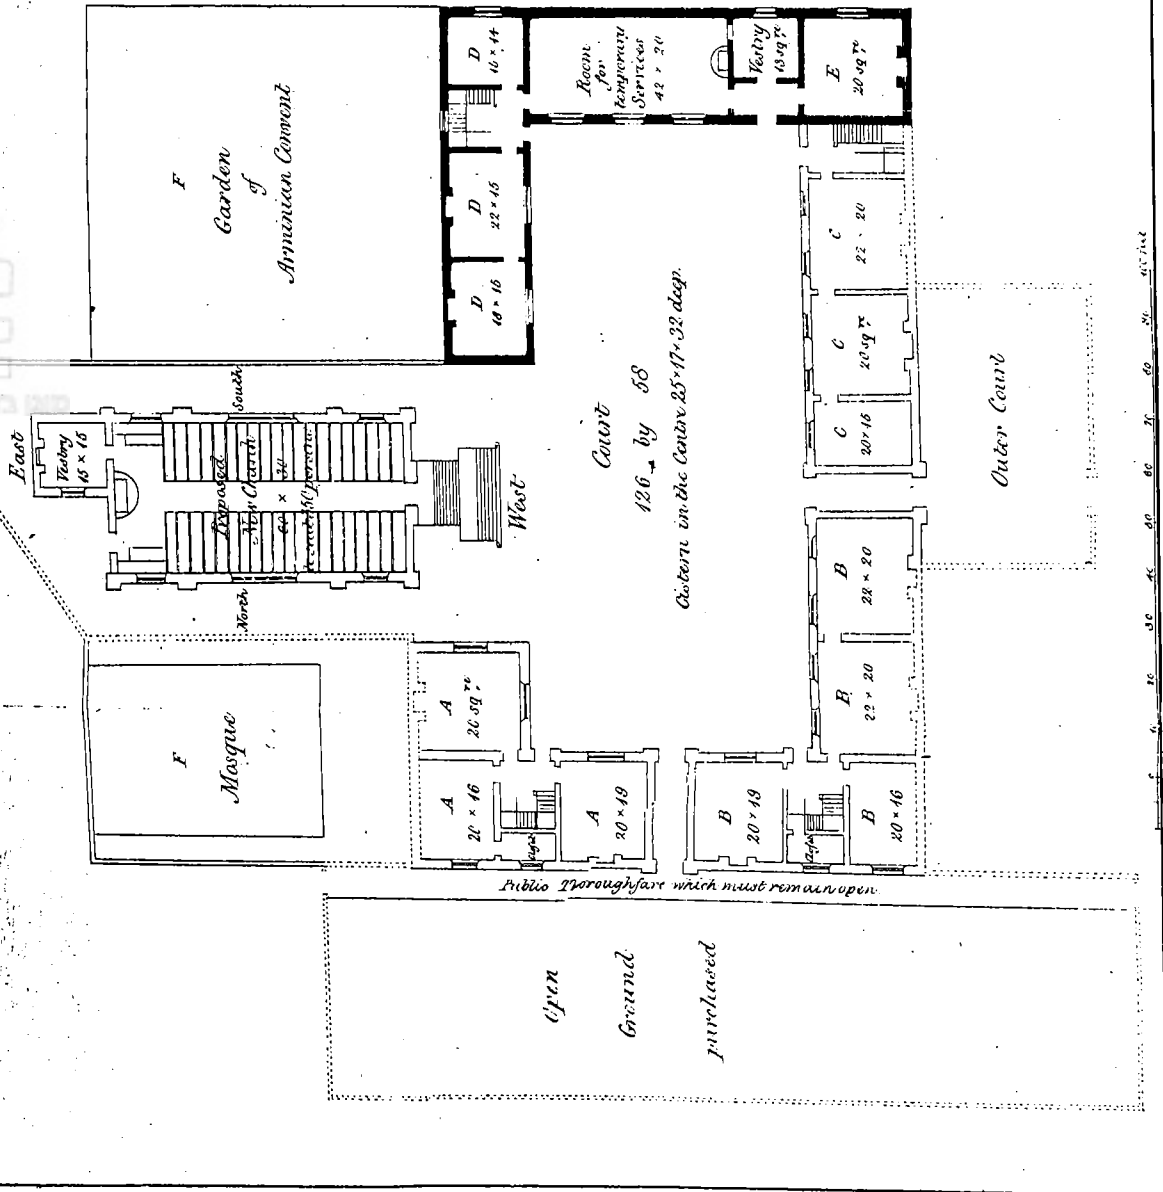 F
Garden
of
Arminian Convent
D
16 × 14
Room
for
temporary
Services
42 × 20
Vestry
E
20 sq re
D
22 × 15
D
18 × 15
C
22 × 20
C
20 sq re
C
20 × 16
Outer Court
Court
126 by 58
Cistern in the Centre 25 × 17 × 32 deep.
South
East
Vestry
15 × 15
Proposed
New Church
60 × 30
West
North
F
Mosque
A
20 sq re
A
20 × 16
A
20 × 19
B
22 × 20
B
22 × 20
B
20 × 19
B
20 × 16
Public Thoroughfare which must remain open
Open
Ground
purchased